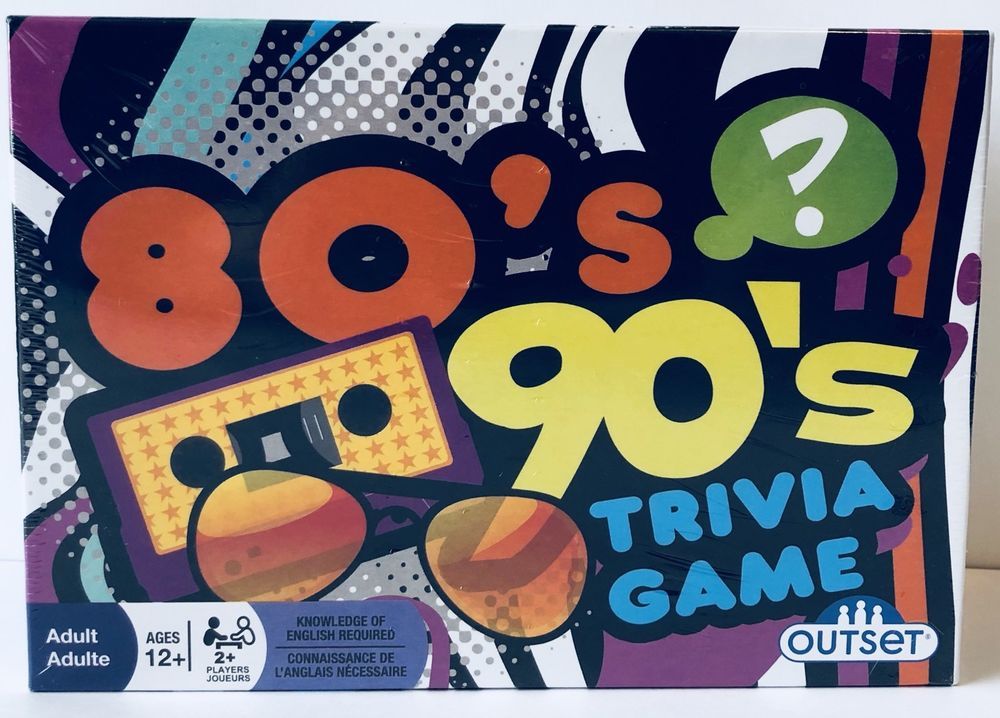 80's
?
90's
TRIVIA
GAME
Adult
Adulte
AGES
12+
2+
PLAYERS
JOUEURS
KNOWLEDGE OF
ENGLISH REQUIRED
CONNAISSANCE DE
L'ANGLAIS NÉCESSAIRE
OUTSET